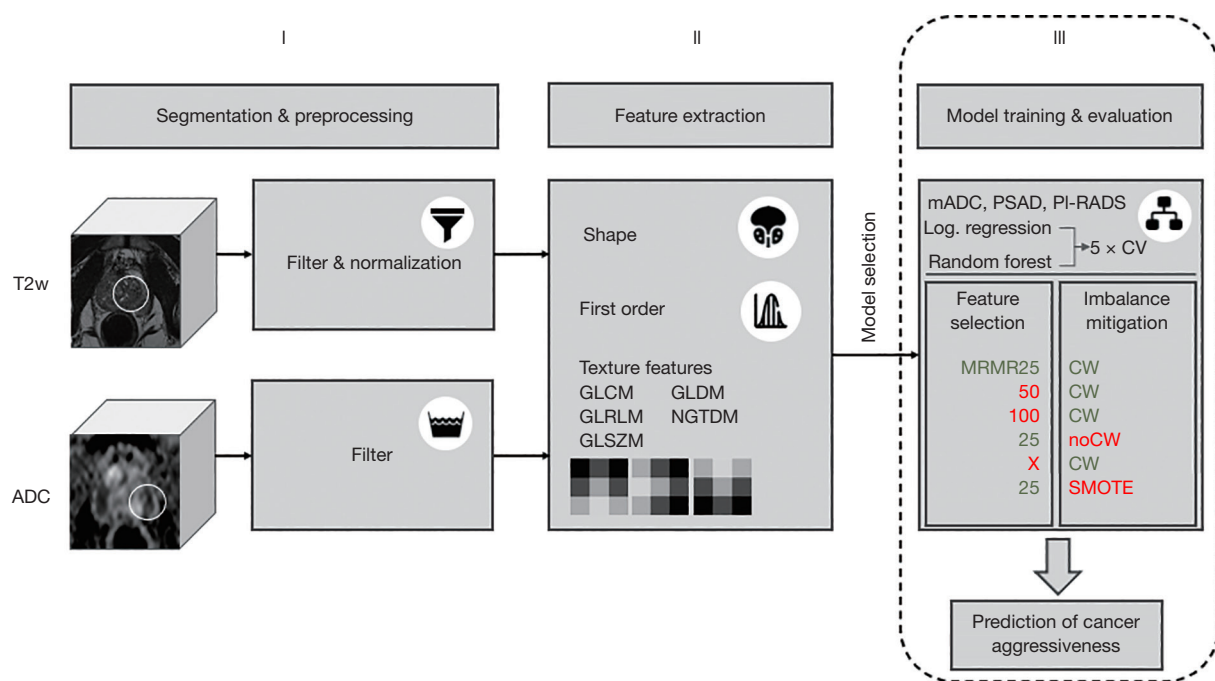 I
II
III
Segmentation & preprocessing
Feature extraction
Model training & evaluation
T2w
Filter & normalization
ADC
Filter
Shape
First order
Texture features
GLCM GLDM
GLRLM NGTDM
GLSZM
Model selection
mADC, PSAD, PI-RADS
Log. regression
5 × CV
Random forest
Feature
selection
Imbalance
mitigation
MRMR25 CW
50 CW
100 CW
25 noCW
X CW
25 SMOTE
Prediction of cancer
aggressiveness